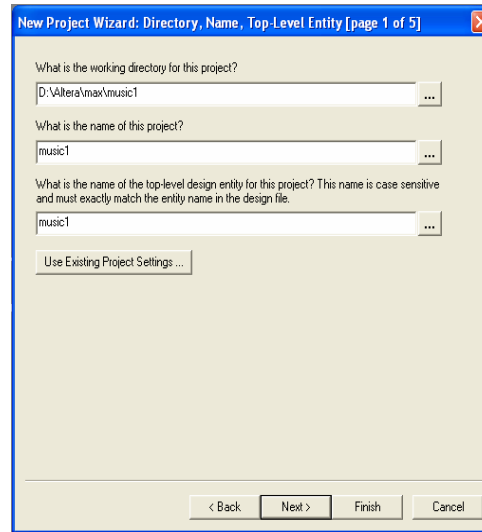 New Project Wizard: Directory, Name, Top-Level Entity [page 1 of 5]
What is the working directory for this project?
D:\Altera\max\music1
...
What is the name of this project?
music1
...
What is the name of the top-level design entity for this project? This name is case sensitive
and must exactly match the entity name in the design file.
music1
...
Use Existing Project Settings ...
< Back Next > Finish Cancel